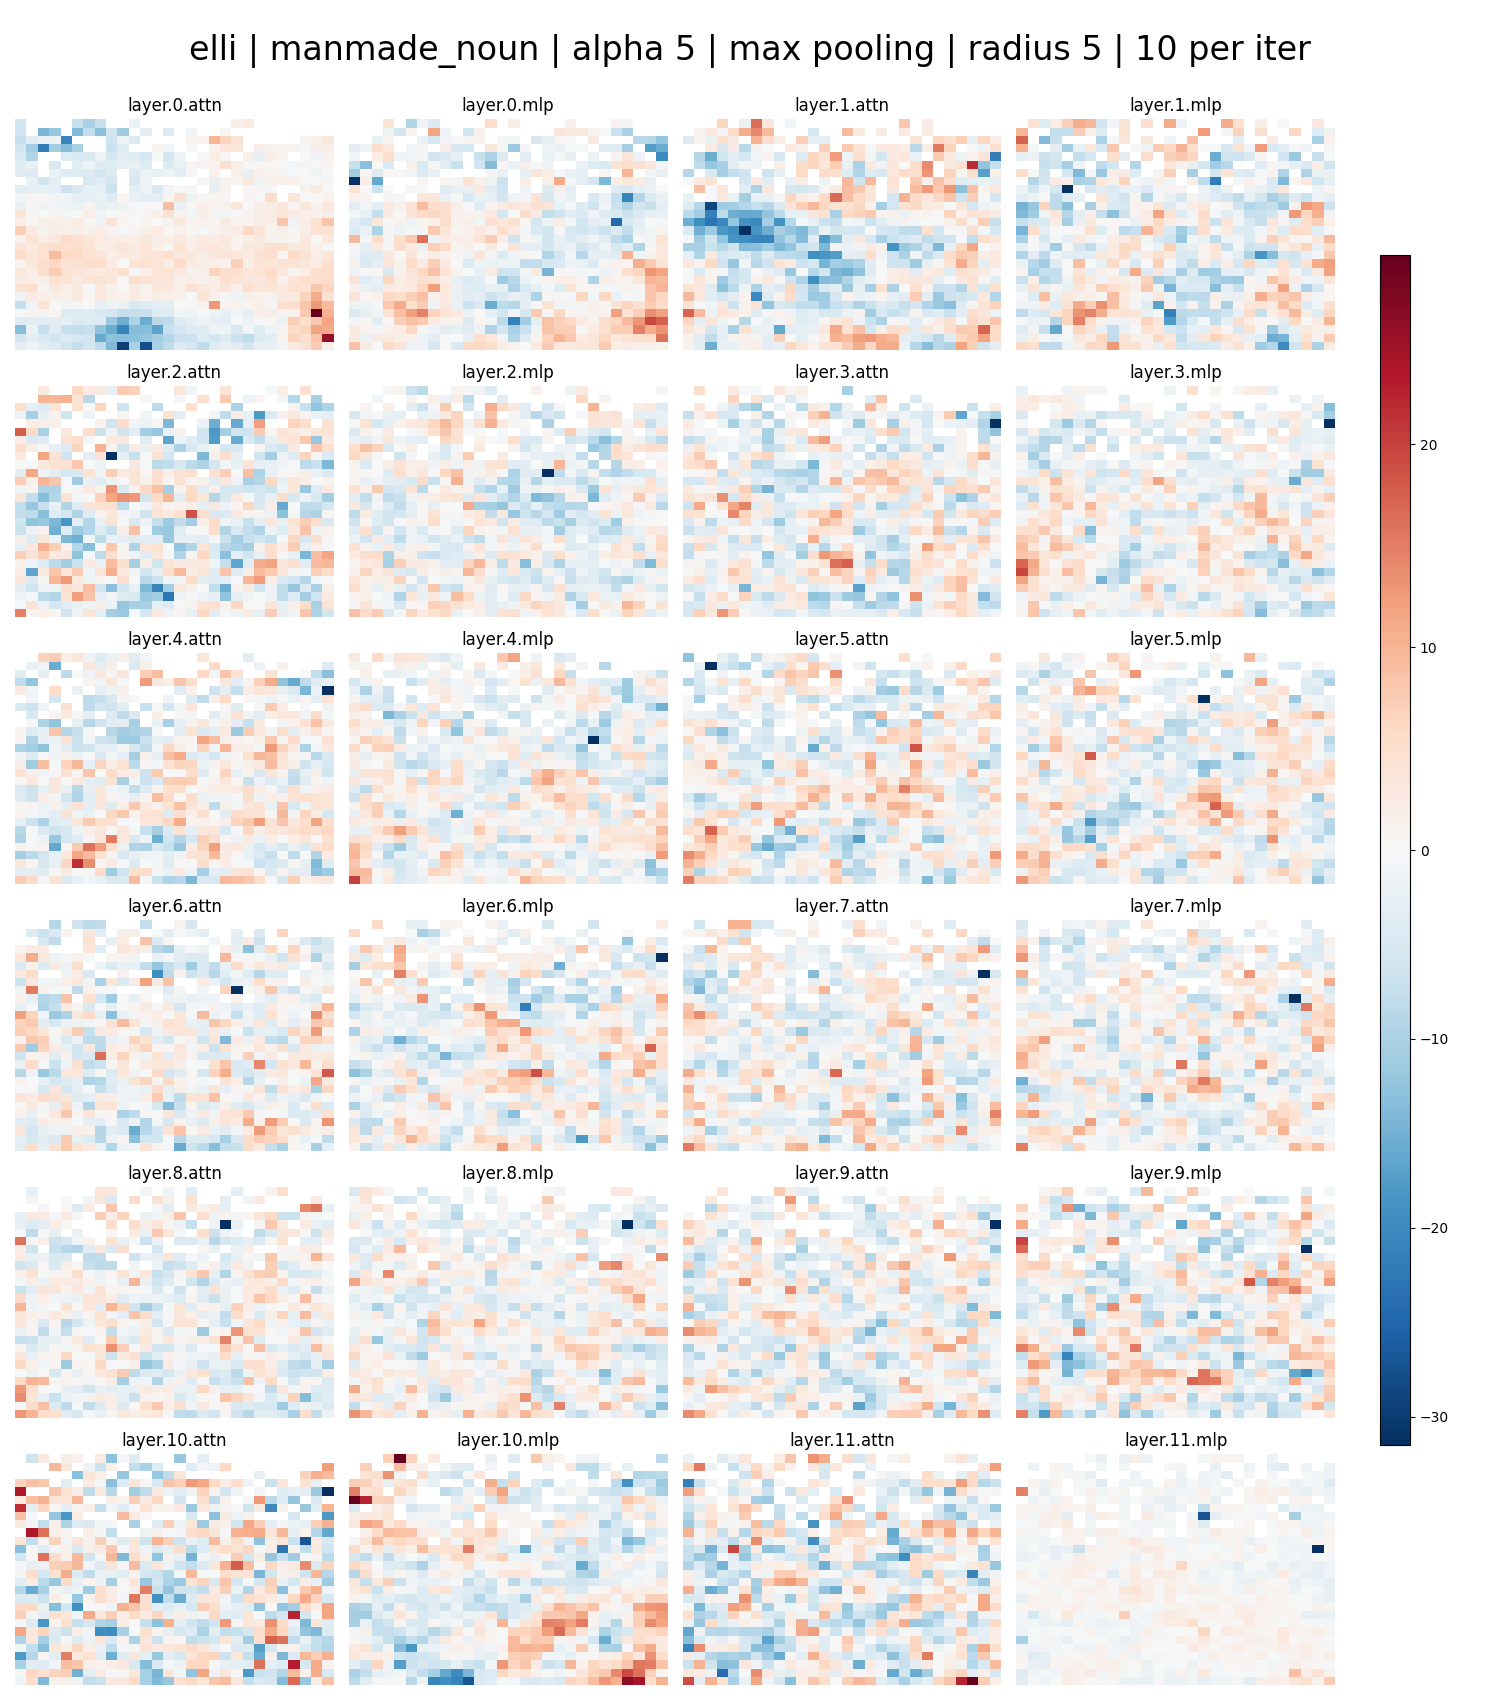 elli | manmade_noun | alpha 5 | max pooling | radius 5 | 10 per iter
layer.0.attn
layer.0.mlp
layer.1.attn
layer.1.mlp
layer.2.attn
layer.2.mlp
layer.3.attn
layer.3.mlp
layer.4.attn
layer.4.mlp
layer.5.attn
layer.5.mlp
layer.6.attn
layer.6.mlp
layer.7.attn
layer.7.mlp
layer.8.attn
layer.8.mlp
layer.9.attn
layer.9.mlp
layer.10.attn
layer.10.mlp
layer.11.attn
layer.11.mlp
20
10
0
−10
−20
−30